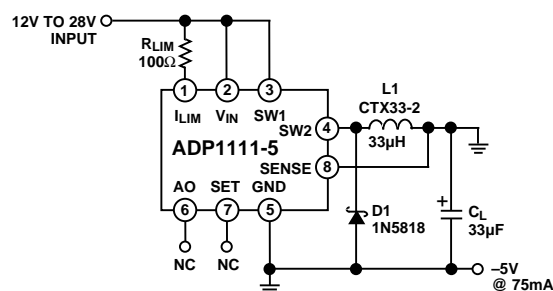 12V TO 28V
INPUT
RLIM
100Ω
1
2
3
ILIM
VIN
SW1
L1
CTX33-2
33µH
SW2
4
ADP1111-5
SENSE
8
AO
SET
GND
6
7
5
NC
NC
D1
1N5818
+
CL
33µF
–5V
@ 75mA